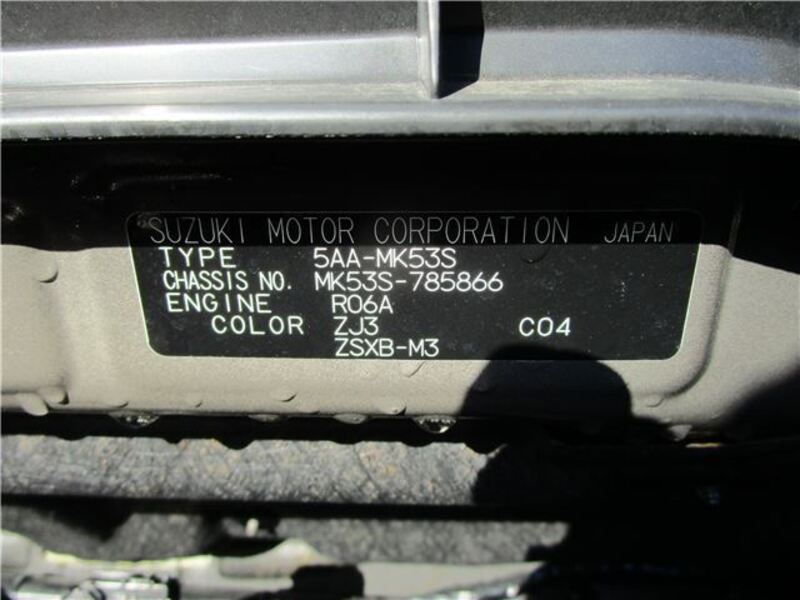 SUZUKI MOTOR CORPORATION JAPAN
TYPE 5AA-MK53S
CHASSIS NO. MK53S-785866
ENGINE R06A
COLOR ZJ3 C04
ZSXB-M3